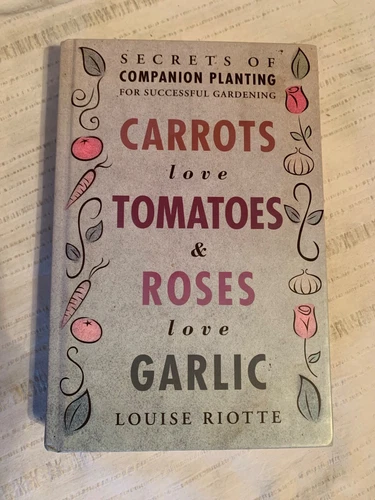 SECRETS OF
COMPANION PLANTING
FOR SUCCESSFUL GARDENING
CARROTS
love
TOMATOES
&
ROSES
love
GARLIC
LOUISE RIOTTE